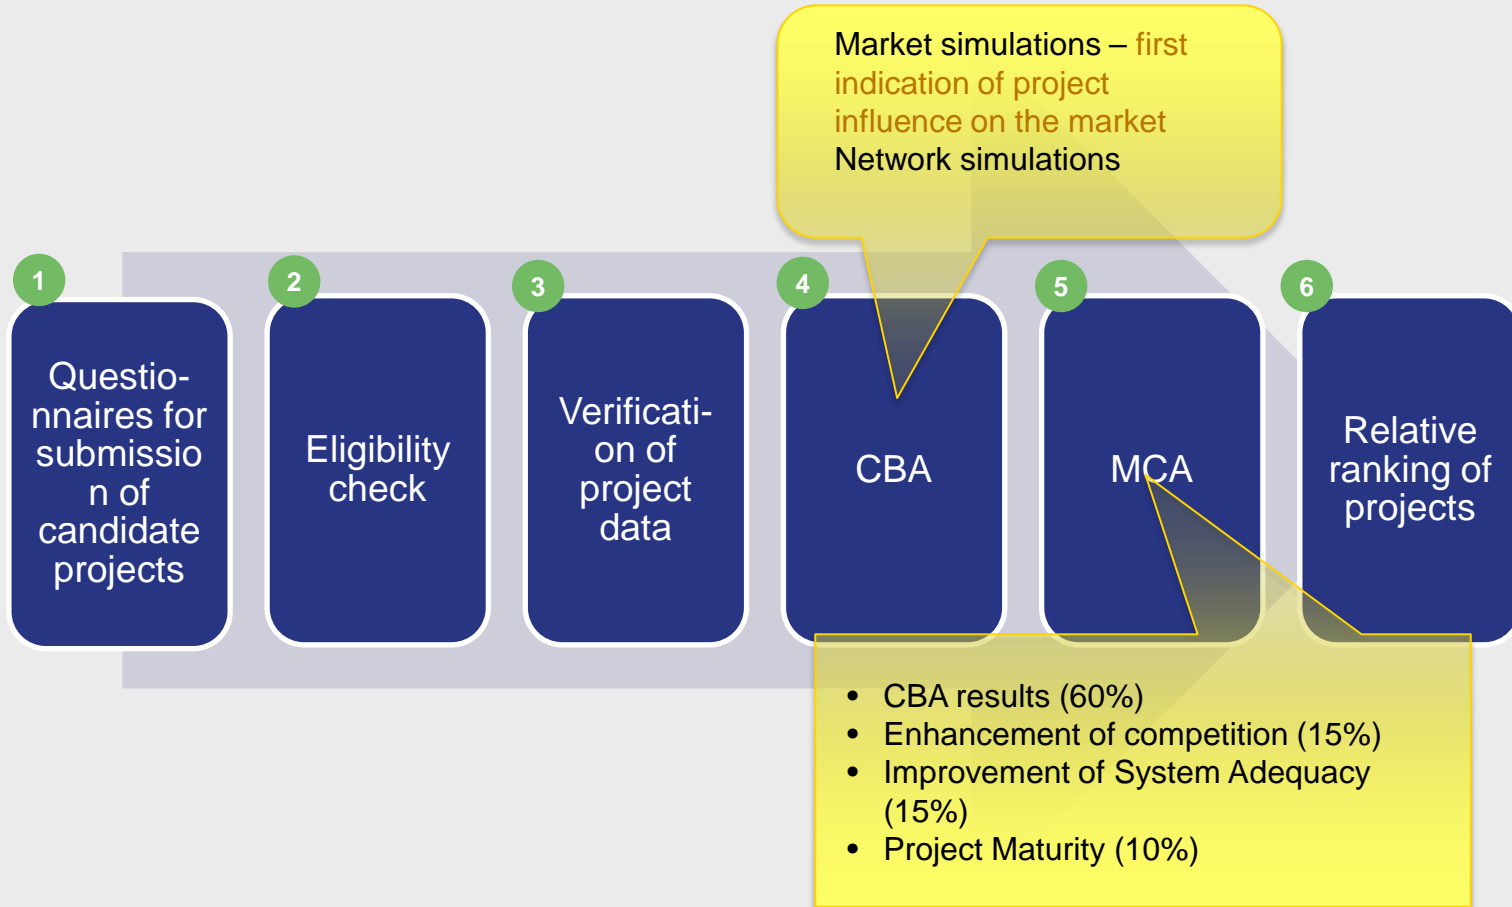 Market simulations – first
indication of project
influence on the market
Network simulations
1
Questio-
nnaires for
submissio
n of
candidate
projects
2
Eligibility
check
3
Verificati-
on of
project
data
4
CBA
5
MCA
6
Relative
ranking of
projects
• CBA results (60%)
• Enhancement of competition (15%)
• Improvement of System Adequacy
(15%)
• Project Maturity (10%)